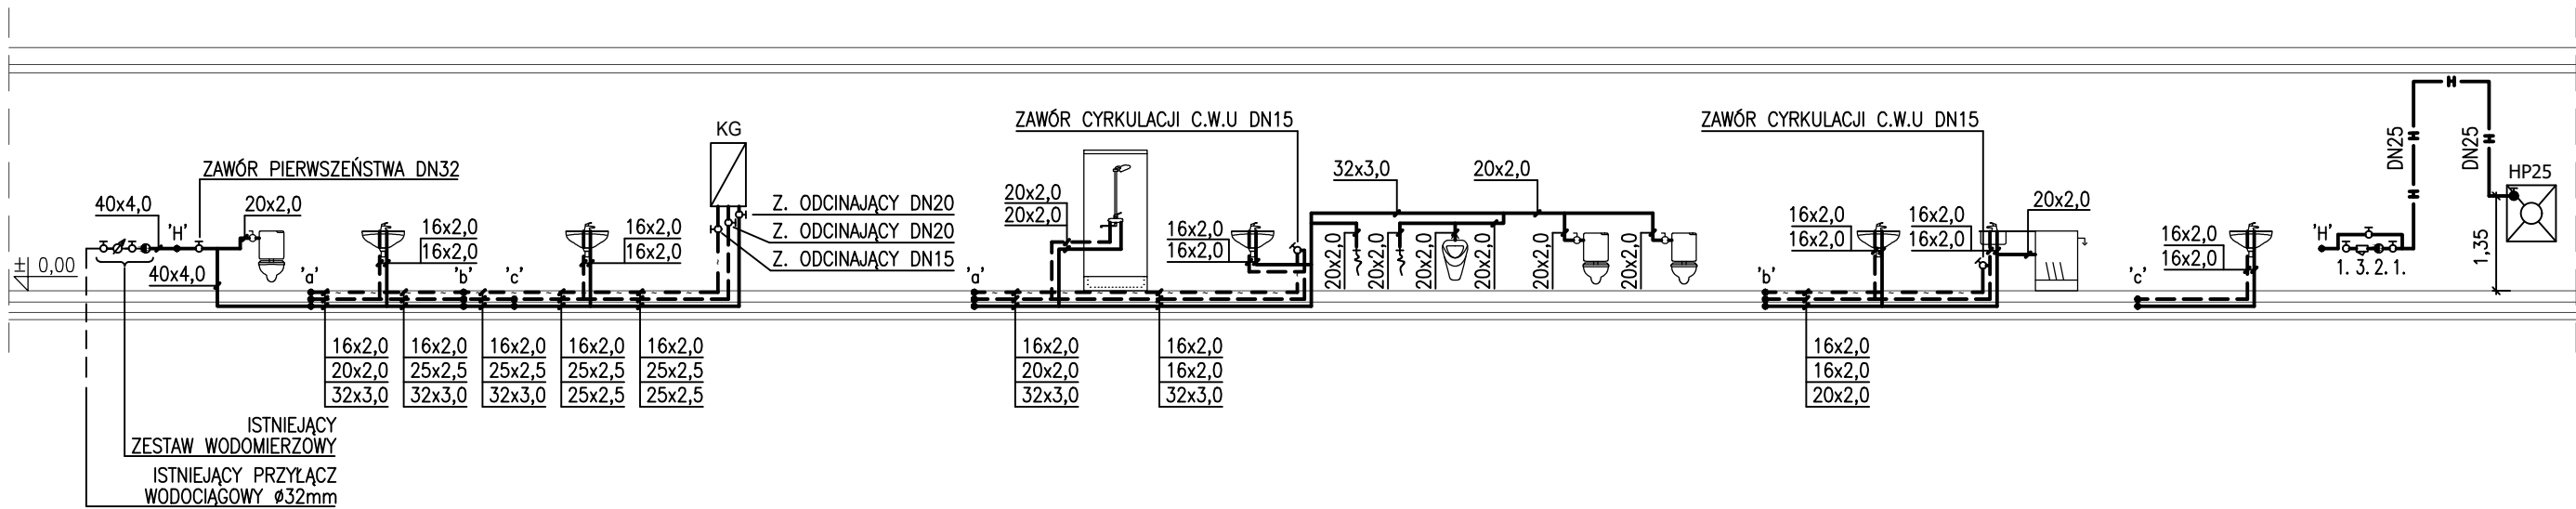 ZAWÓR PIERWSZEŃSTWA DN32
40x4,0
'H'
20x2,0
40x4,0
± 0,00
'a'
16x2,0
16x2,0
'b'
'c'
16x2,0
16x2,0
KG
Z. ODCINAJĄCY DN20
Z. ODCINAJĄCY DN20
Z. ODCINAJĄCY DN15
16x2,0
20x2,0
32x3,0
16x2,0
25x2,5
32x3,0
16x2,0
25x2,5
32x3,0
16x2,0
25x2,5
25x2,5
16x2,0
25x2,5
25x2,5
ISTNIEJĄCY
ZESTAW WODOMIERZOWY
ISTNIEJĄCY PRZYŁĄCZ
WODOCIĄGOWY ø32mm
'a'
ZAWÓR CYRKULACJI C.W.U DN15
20x2,0
20x2,0
16x2,0
16x2,0
32x3,0
20x2,0
20x2,0
20x2,0
20x2,0
20x2,0
20x2,0
20x2,0
16x2,0
20x2,0
32x3,0
16x2,0
16x2,0
32x3,0
ZAWÓR CYRKULACJI C.W.U DN15
'b'
16x2,0
16x2,0
16x2,0
16x2,0
20x2,0
16x2,0
16x2,0
20x2,0
'c'
16x2,0
16x2,0
'H'
1. 3. 2. 1.
DN25
DN25
HP25
1,35